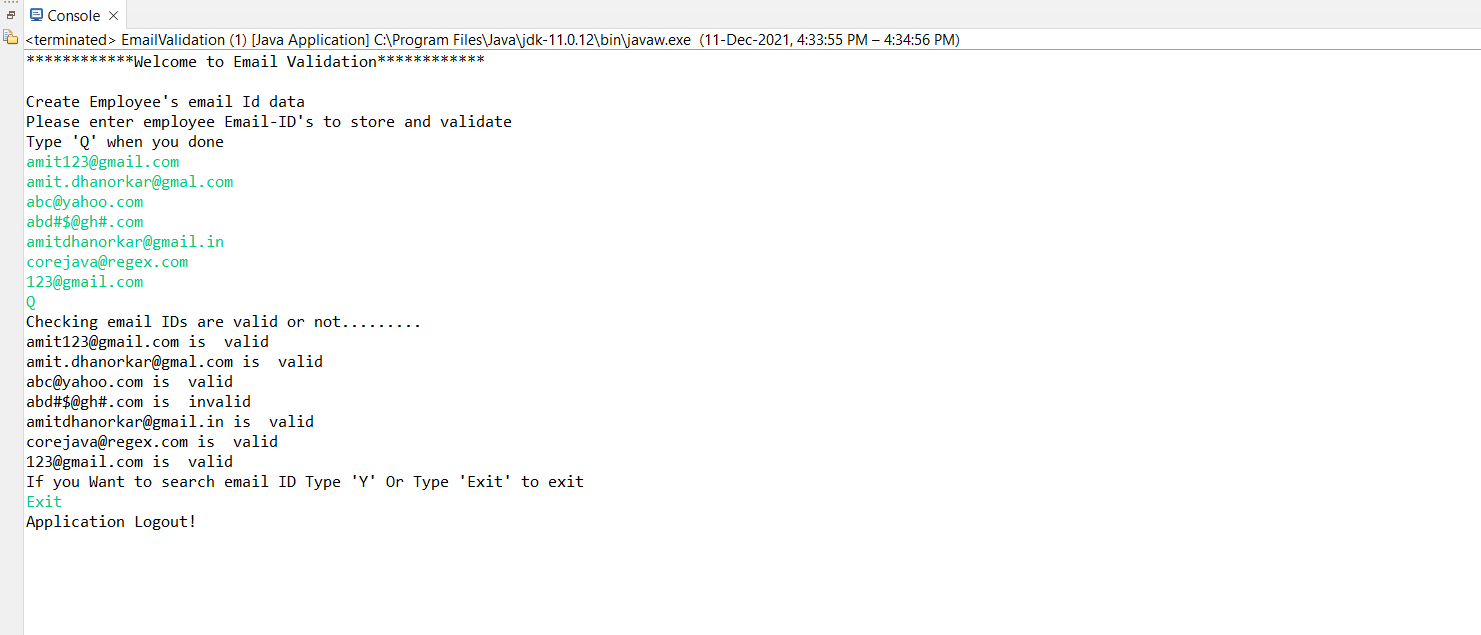 Console
<terminated> EmailValidation (1) [Java Application] C:\Program Files\Java\jdk-11.0.12\bin\javaw.exe  (11-Dec-2021, 4:33:55 PM – 4:34:56 PM)
************Welcome to Email Validation************
Create Employee's email Id data
Please enter employee Email-ID's to store and validate
Type 'Q' when you done
amit123@gmail.com
amit.dhanorkar@gmal.com
abc@yahoo.com
abd#$@gh#.com
amitdhanorkar@gmail.in
corejava@regex.com
123@gmail.com
Q
Checking email IDs are valid or not.........
amit123@gmail.com is  valid
amit.dhanorkar@gmal.com is  valid
abc@yahoo.com is  valid
abd#$@gh#.com is  invalid
amitdhanorkar@gmail.in is  valid
corejava@regex.com is  valid
123@gmail.com is  valid
If you Want to search email ID Type 'Y' Or Type 'Exit' to exit
Exit
Application Logout!